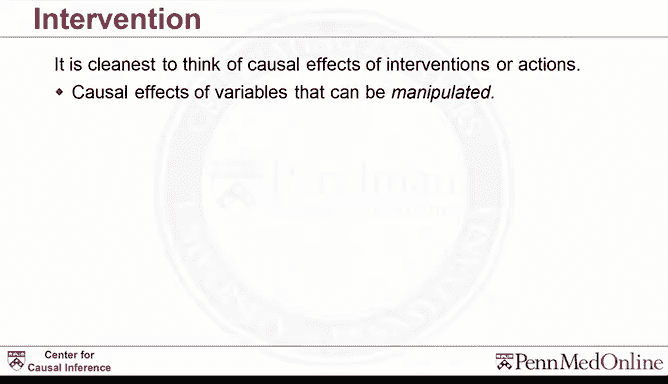 Intervention
It is cleanest to think of causal effects of interventions or actions.
Causal effects of variables that can be manipulated.
Center for
Causal Inference
PennMedOnline